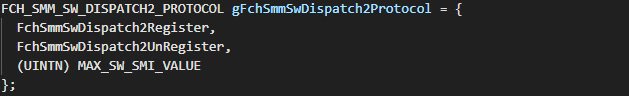 FCH_SMM_SW_DISPATCH2_PROTOCOL gFchSmmSwDispatch2Protocol = {
  FchSmmSwDispatch2Register,
  FchSmmSwDispatch2UnRegister,
  (UINTN) MAX_SW_SMI_VALUE
};